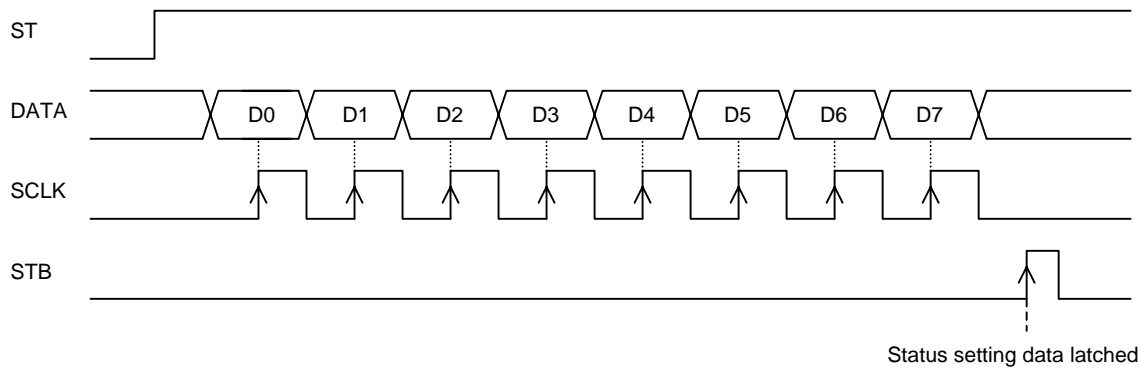 ST
DATA D0 D1 D2 D3 D4 D5 D6 D7
SCLK
STB
Status setting data latched